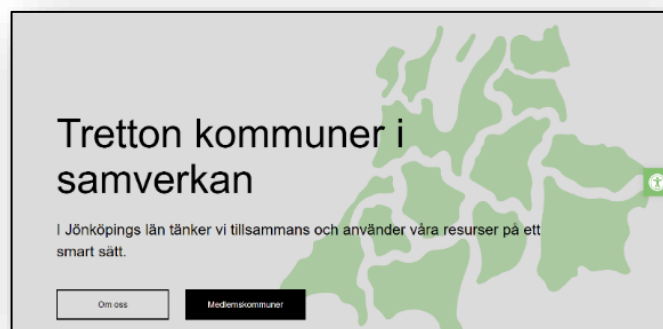 Tretton kommuner i
samverkan
I Jönköpings län tänker vi tillsammans och använder våra resurser på ett
smart sätt.
Om oss
Medlemskommuner